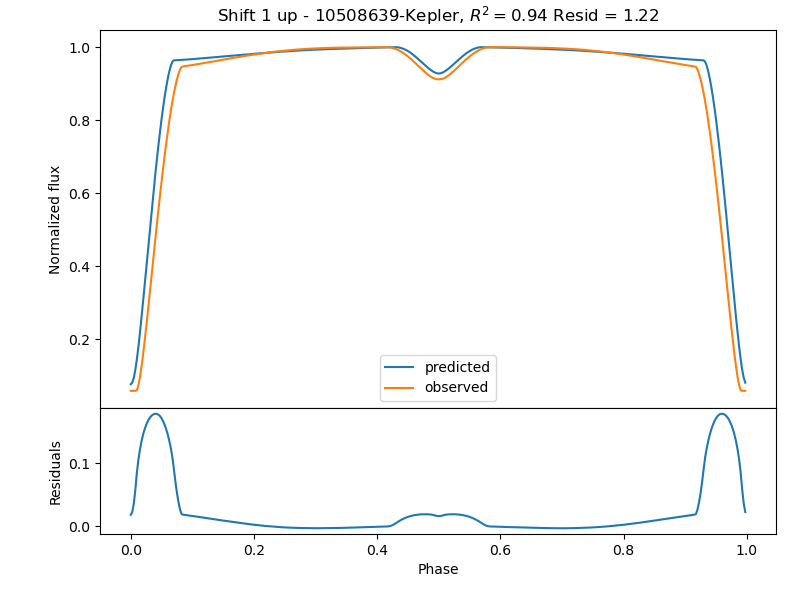 Shift 1 up - 10508639-Kepler, R² = 0.94 Resid = 1.22
Normalized flux
1.0
0.8
0.6
0.4
0.2
predicted
observed
Residuals
0.1
0.0
0.0 0.2 0.4 0.6 0.8 1.0
Phase